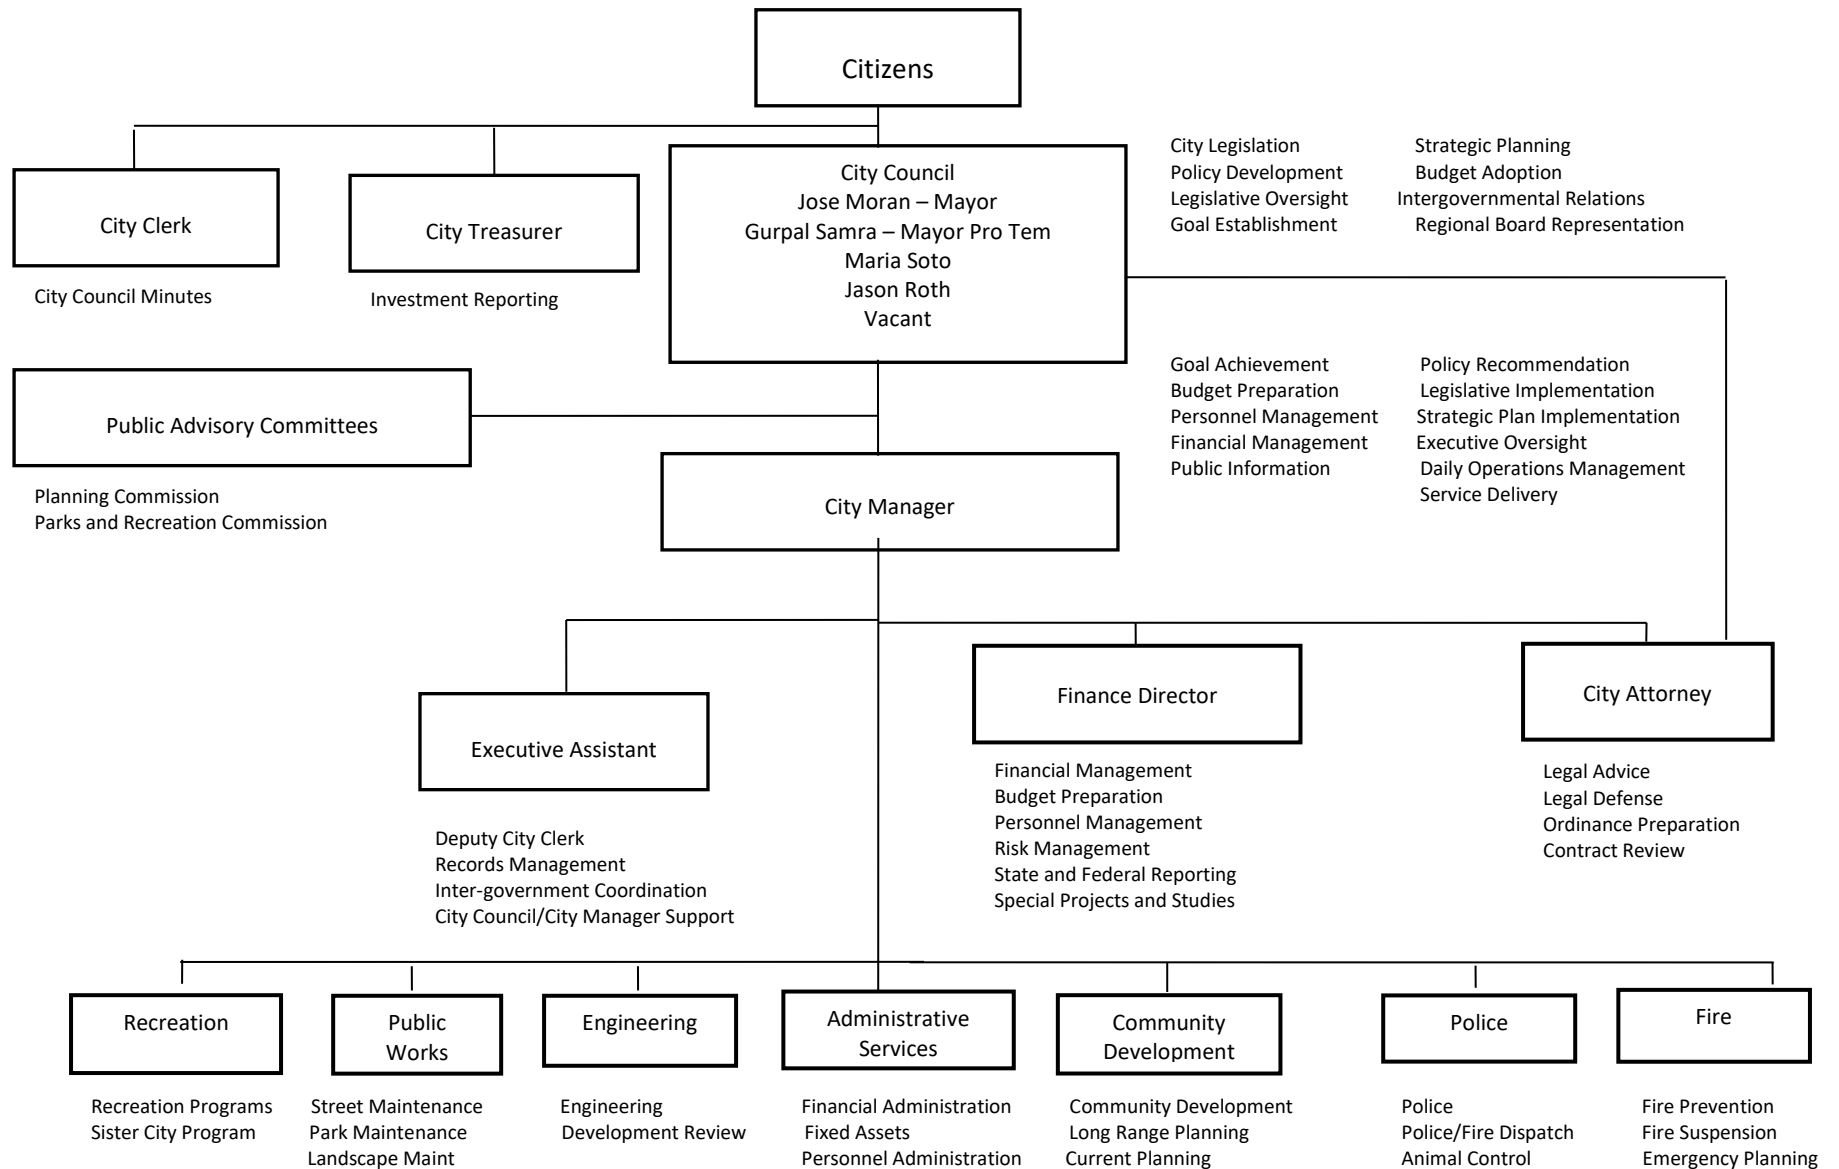 Citizens
City Clerk
City Council Minutes
City Treasurer
Investment Reporting
City Council
Jose Moran – Mayor
Gurpal Samra – Mayor Pro Tem
Maria Soto
Jason Roth
Vacant
City Legislation
Policy Development
Legislative Oversight
Goal Establishment
Strategic Planning
Budget Adoption
Intergovernmental Relations
Regional Board Representation
Public Advisory Committees
Planning Commission
Parks and Recreation Commission
City Manager
Goal Achievement
Budget Preparation
Personnel Management
Financial Management
Public Information
Policy Recommendation
Legislative Implementation
Strategic Plan Implementation
Executive Oversight
Daily Operations Management
Service Delivery
Executive Assistant
Deputy City Clerk
Records Management
Inter-government Coordination
City Council/City Manager Support
Finance Director
Financial Management
Budget Preparation
Personnel Management
Risk Management
State and Federal Reporting
Special Projects and Studies
City Attorney
Legal Advice
Legal Defense
Ordinance Preparation
Contract Review
Recreation
Recreation Programs
Sister City Program
Public
Works
Street Maintenance
Park Maintenance
Landscape Maint
Engineering
Engineering
Development Review
Administrative
Services
Financial Administration
Fixed Assets
Personnel Administration
Community
Development
Community Development
Long Range Planning
Current Planning
Police
Police
Police/Fire Dispatch
Animal Control
Fire
Fire Prevention
Fire Suspension
Emergency Planning